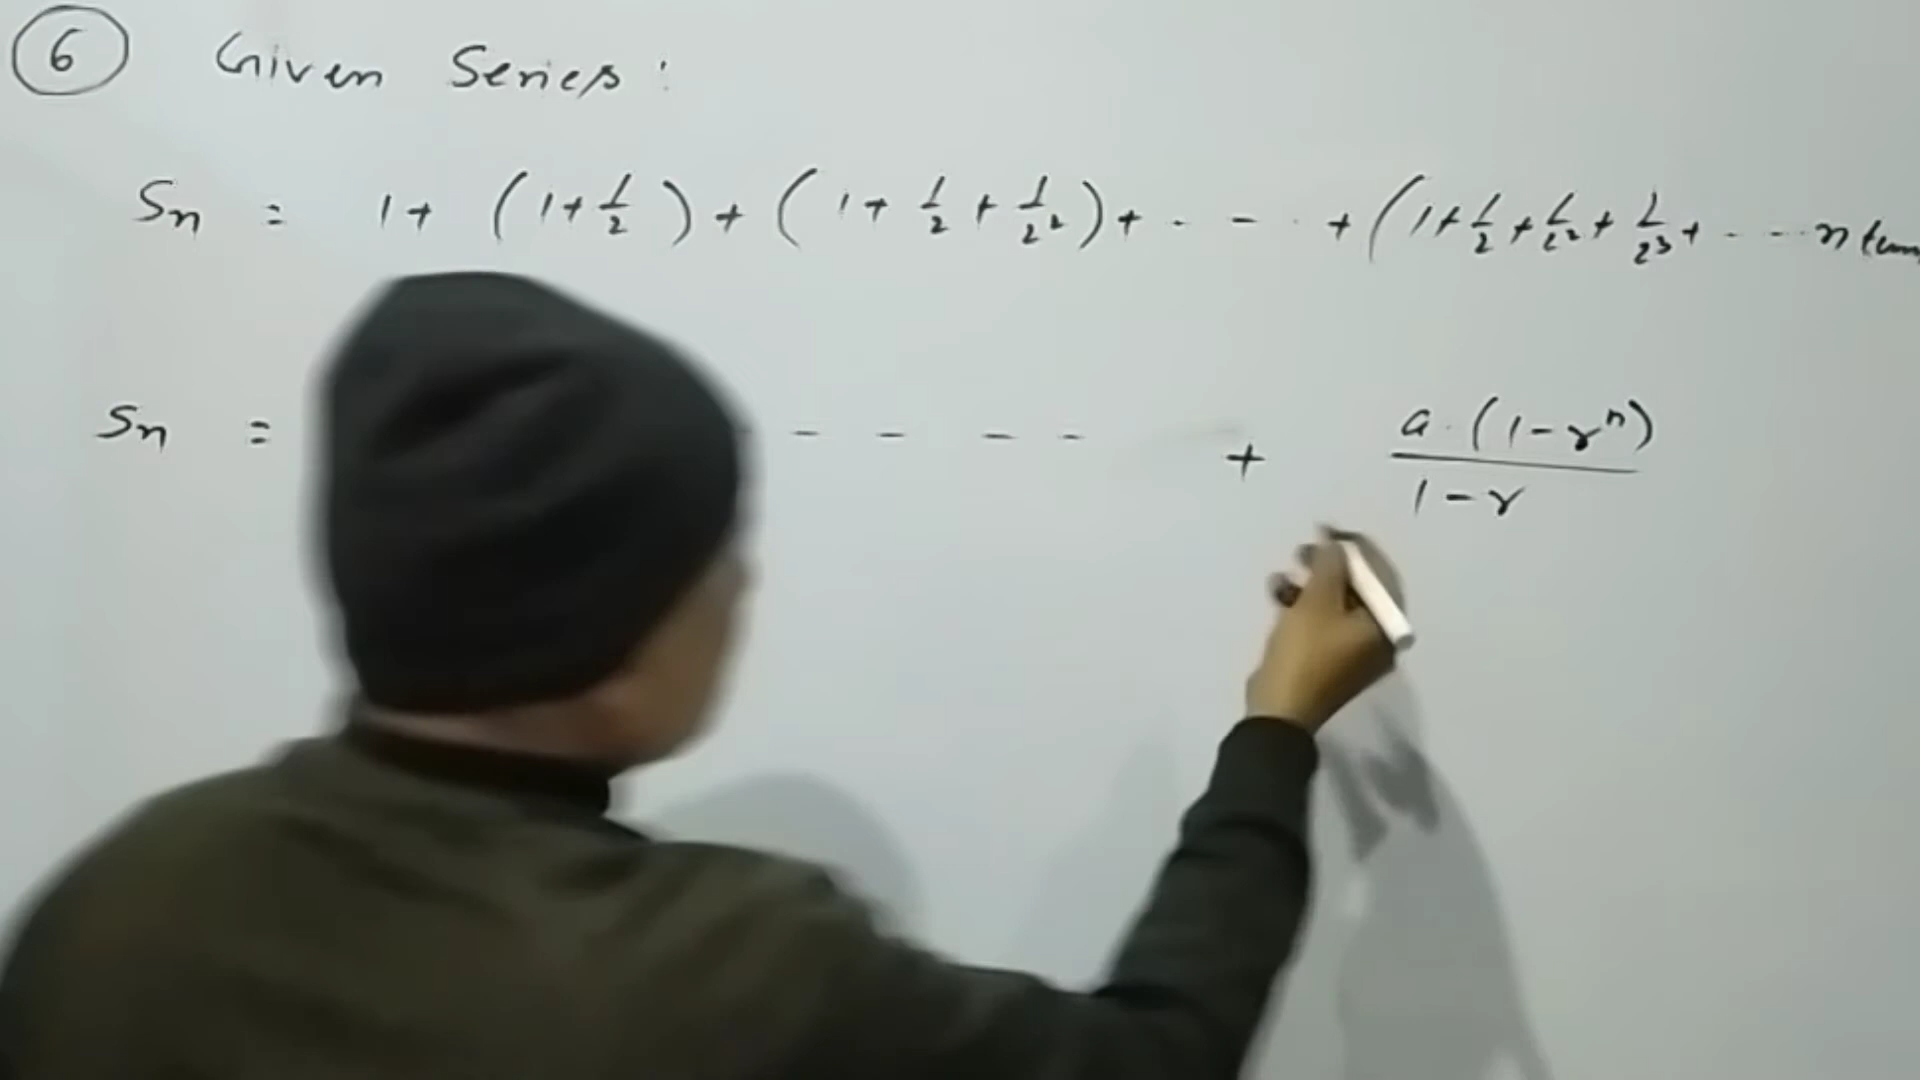 6 Given Series:
Sn = 1 + (1+1/2) + (1+1/2+1/2²) + . - . + (1+1/2+1/2²+1/2³+ . - - n
Sn = - - - - + a.(1-rⁿ)/1-r